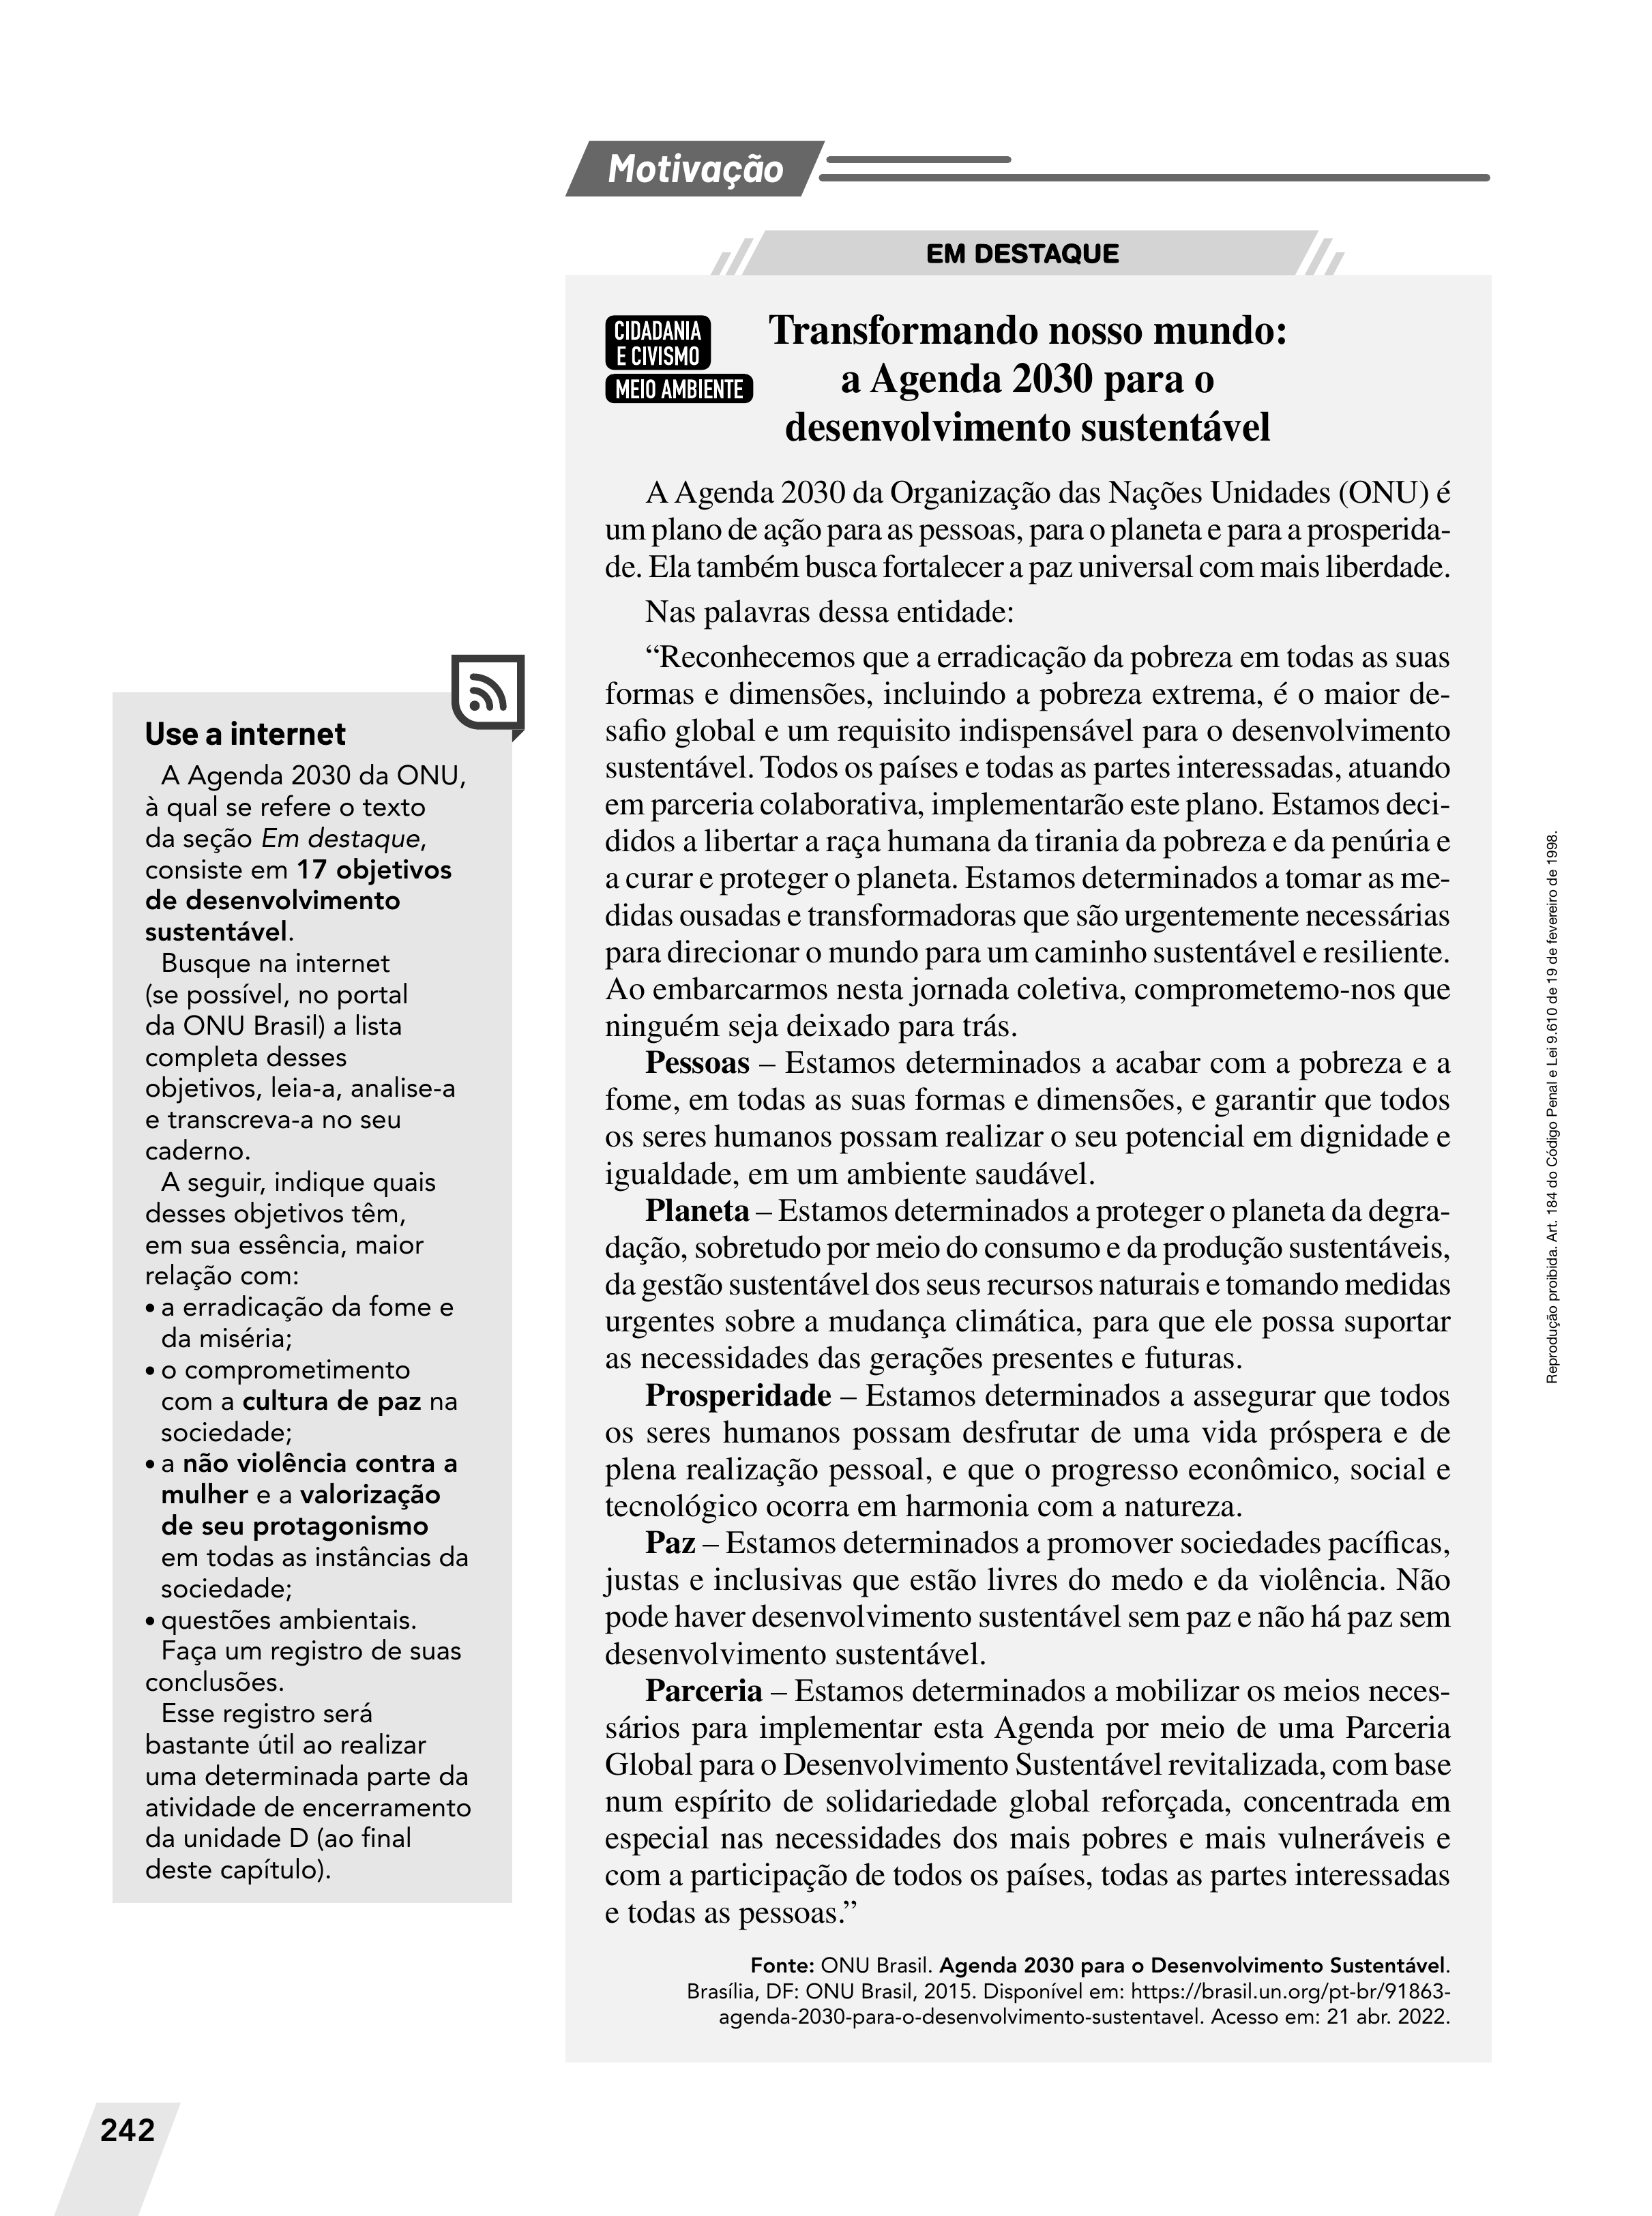 Motivação
EM DESTAQUE
CIDADANIA
E CIVISMO
MEIO AMBIENTE
Transformando nosso mundo:
a Agenda 2030 para o
desenvolvimento sustentável
A Agenda 2030 da Organização das Nações Unidas (ONU) é
um plano de ação para as pessoas, para o planeta e para a prosperida-
de. Ela também busca fortalecer a paz universal com mais liberdade.
Nas palavras dessa entidade:
“Reconhecemos que a erradicação da pobreza em todas as suas
formas e dimensões, incluindo a pobreza extrema, é o maior de-
safio global e um requisito indispensável para o desenvolvimento
sustentável. Todos os países e todas as partes interessadas, atuando
em parceria colaborativa, implementarão este plano. Estamos deci-
didos a libertar a raça humana da tirania da pobreza e da penúria e
a curar e proteger o planeta. Estamos determinados a tomar as me-
didas ousadas e transformadoras que são urgentemente necessárias
para direcionar o mundo para um caminho sustentável e resiliente.
Ao embarcarmos nesta jornada coletiva, comprometemo-nos que
ninguém seja deixado para trás.
Pessoas – Estamos determinados a acabar com a pobreza e a
fome, em todas as suas formas e dimensões, e garantir que todos
os seres humanos possam realizar o seu potencial em dignidade e
igualdade, em um ambiente saudável.
Planeta – Estamos determinados a proteger o planeta da degra-
dação, sobretudo por meio do consumo e da produção sustentáveis,
da gestão sustentável dos seus recursos naturais e tomando medidas
urgentes sobre a mudança climática, para que ele possa suportar
as necessidades das gerações presentes e futuras.
Prosperidade – Estamos determinados a assegurar que todos
os seres humanos possam desfrutar de uma vida próspera e de
plena realização pessoal, e que o progresso econômico, social e
tecnológico ocorra em harmonia com a natureza.
Paz – Estamos determinados a promover sociedades pacíficas,
justas e inclusivas que estão livres do medo e da violência. Não
pode haver desenvolvimento sustentável sem paz e não há paz sem
desenvolvimento sustentável.
Parceria – Estamos determinados a mobilizar os meios neces-
sários para implementar esta Agenda por meio de uma Parceria
Global para o Desenvolvimento Sustentável revitalizada, com base
num espírito de solidariedade global reforçada, concentrada em
especial nas necessidades dos mais pobres e mais vulneráveis e
com a participação de todos os países, todas as partes interessadas
e todas as pessoas.”
Fonte: ONU Brasil. Agenda 2030 para o Desenvolvimento Sustentável.
Brasília, DF: ONU Brasil, 2015. Disponível em: https://brasil.un.org/pt-br/91863-
agenda-2030-para-o-desenvolvimento-sustentavel. Acesso em: 21 abr. 2022.
Use a internet
A Agenda 2030 da ONU,
à qual se refere o texto
da seção Em destaque,
consiste em 17 objetivos
de desenvolvimento
sustentável.
Busque na internet
(se possível, no portal
da ONU Brasil) a lista
completa desses
objetivos, leia-a, analise-a
e transcreva-a no seu
caderno.
A seguir, indique quais
desses objetivos têm,
em sua essência, maior
relação com:
• a erradicação da fome e
da miséria;
• o comprometimento
com a cultura de paz na
sociedade;
• a não violência contra a
mulher e a valorização
de seu protagonismo
em todas as instâncias da
sociedade;
• questões ambientais.
Faça um registro de suas
conclusões.
Esse registro será
bastante útil ao realizar
uma determinada parte da
atividade de encerramento
da unidade D (ao final
deste capítulo).
Reprodução proibida. Art. 184 do Código Penal e Lei 9.610 de 19 de fevereiro de 1998.
242